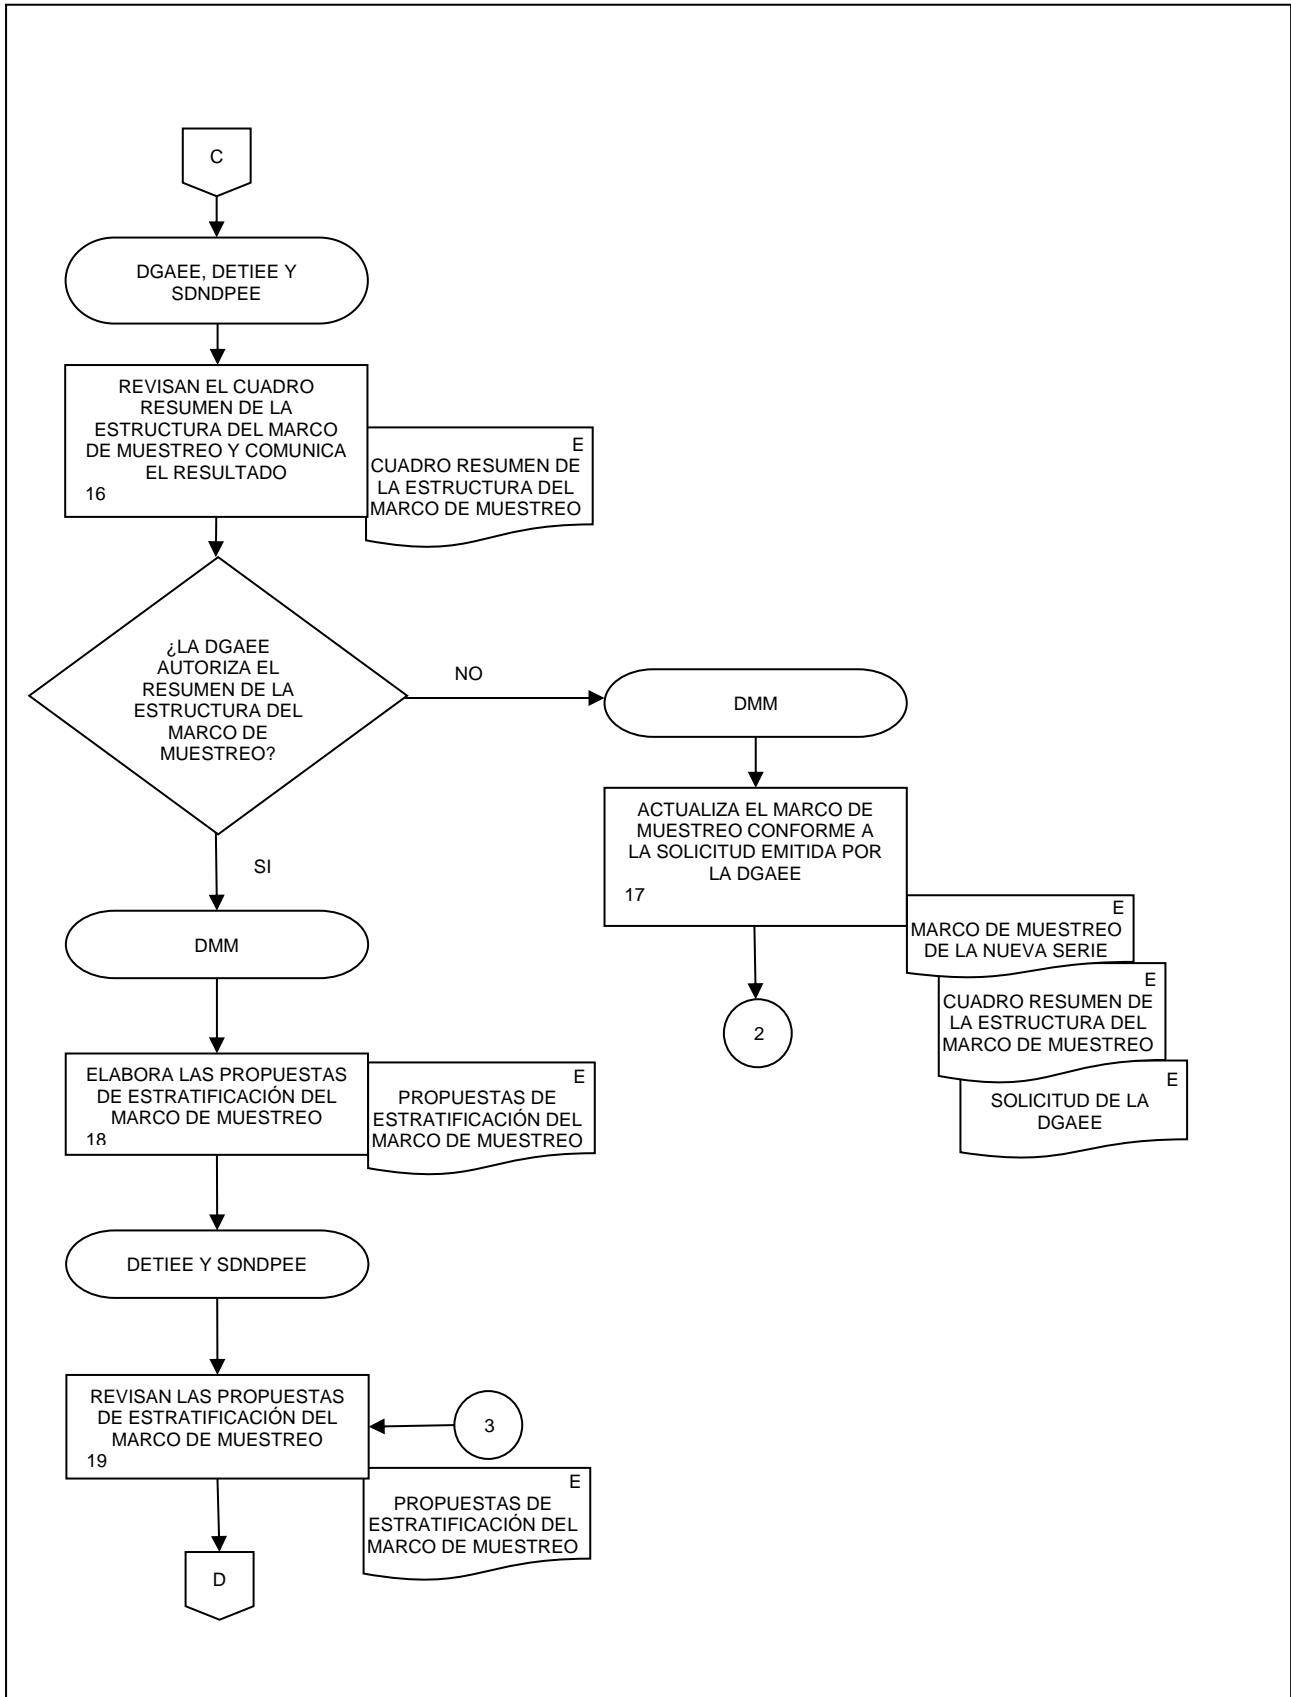 C
DGAEE, DETIEE Y
SDNDPEE
REVISAN EL CUADRO
RESUMEN DE LA
ESTRUCTURA DEL MARCO
DE MUESTREO Y COMUNICA
EL RESULTADO
16
E
CUADRO RESUMEN DE
LA ESTRUCTURA DEL
MARCO DE MUESTREO
¿LA DGAEE
AUTORIZA EL
RESUMEN DE LA
ESTRUCTURA DEL
MARCO DE
MUESTREO?
NO
DMM
ACTUALIZA EL MARCO DE
MUESTREO CONFORME A
LA SOLICITUD EMITIDA POR
LA DGAEE
17
E
MARCO DE MUESTREO
DE LA NUEVA SERIE
E
CUADRO RESUMEN DE
LA ESTRUCTURA DEL
MARCO DE MUESTREO
E
SOLICITUD DE LA
DGAEE
2
SI
DMM
ELABORA LAS PROPUESTAS
DE ESTRATIFICACIÓN DEL
MARCO DE MUESTREO
18
E
PROPUESTAS DE
ESTRATIFICACIÓN DEL
MARCO DE MUESTREO
DETIEE Y SDNDPEE
REVISAN LAS PROPUESTAS
DE ESTRATIFICACIÓN DEL
MARCO DE MUESTREO
19
3
E
PROPUESTAS DE
ESTRATIFICACIÓN DEL
MARCO DE MUESTREO
D